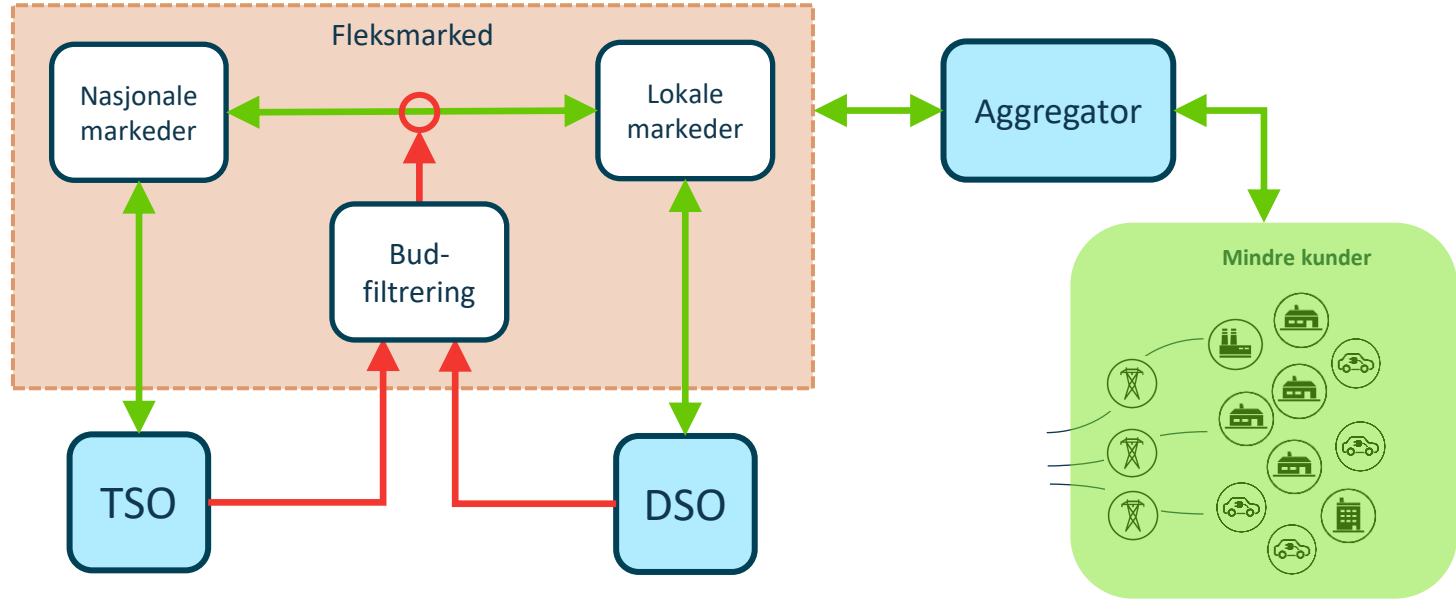 Fleksmarked
Nasjonale
markeder
Lokale
markeder
Aggregator
Bud-
filtrering
Mindre kunder
TSO
DSO